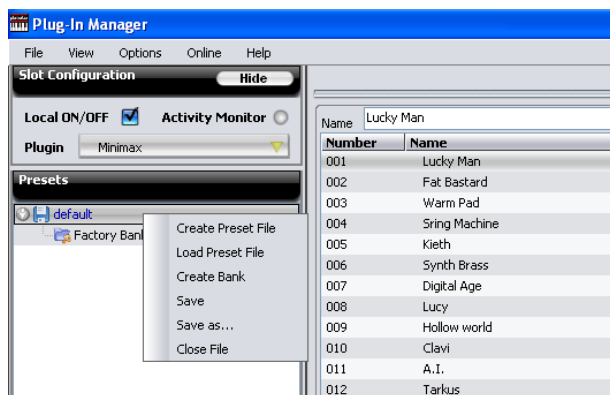 Plug-In Manager
File View Options Online Help
Slot Configuration Hide
Local ON/OFF Activity Monitor
Plugin Minimax
Presets
default
Factory Bank
Create Preset File
Load Preset File
Create Bank
Save
Save as...
Close File
Name Lucky Man
Number Name
001 Lucky Man
002 Fat Bastard
003 Warm Pad
004 Sring Machine
005 Kieth
006 Synth Brass
007 Digital Age
008 Lucy
009 Hollow world
010 Clavi
011 A.I.
012 Tarkus